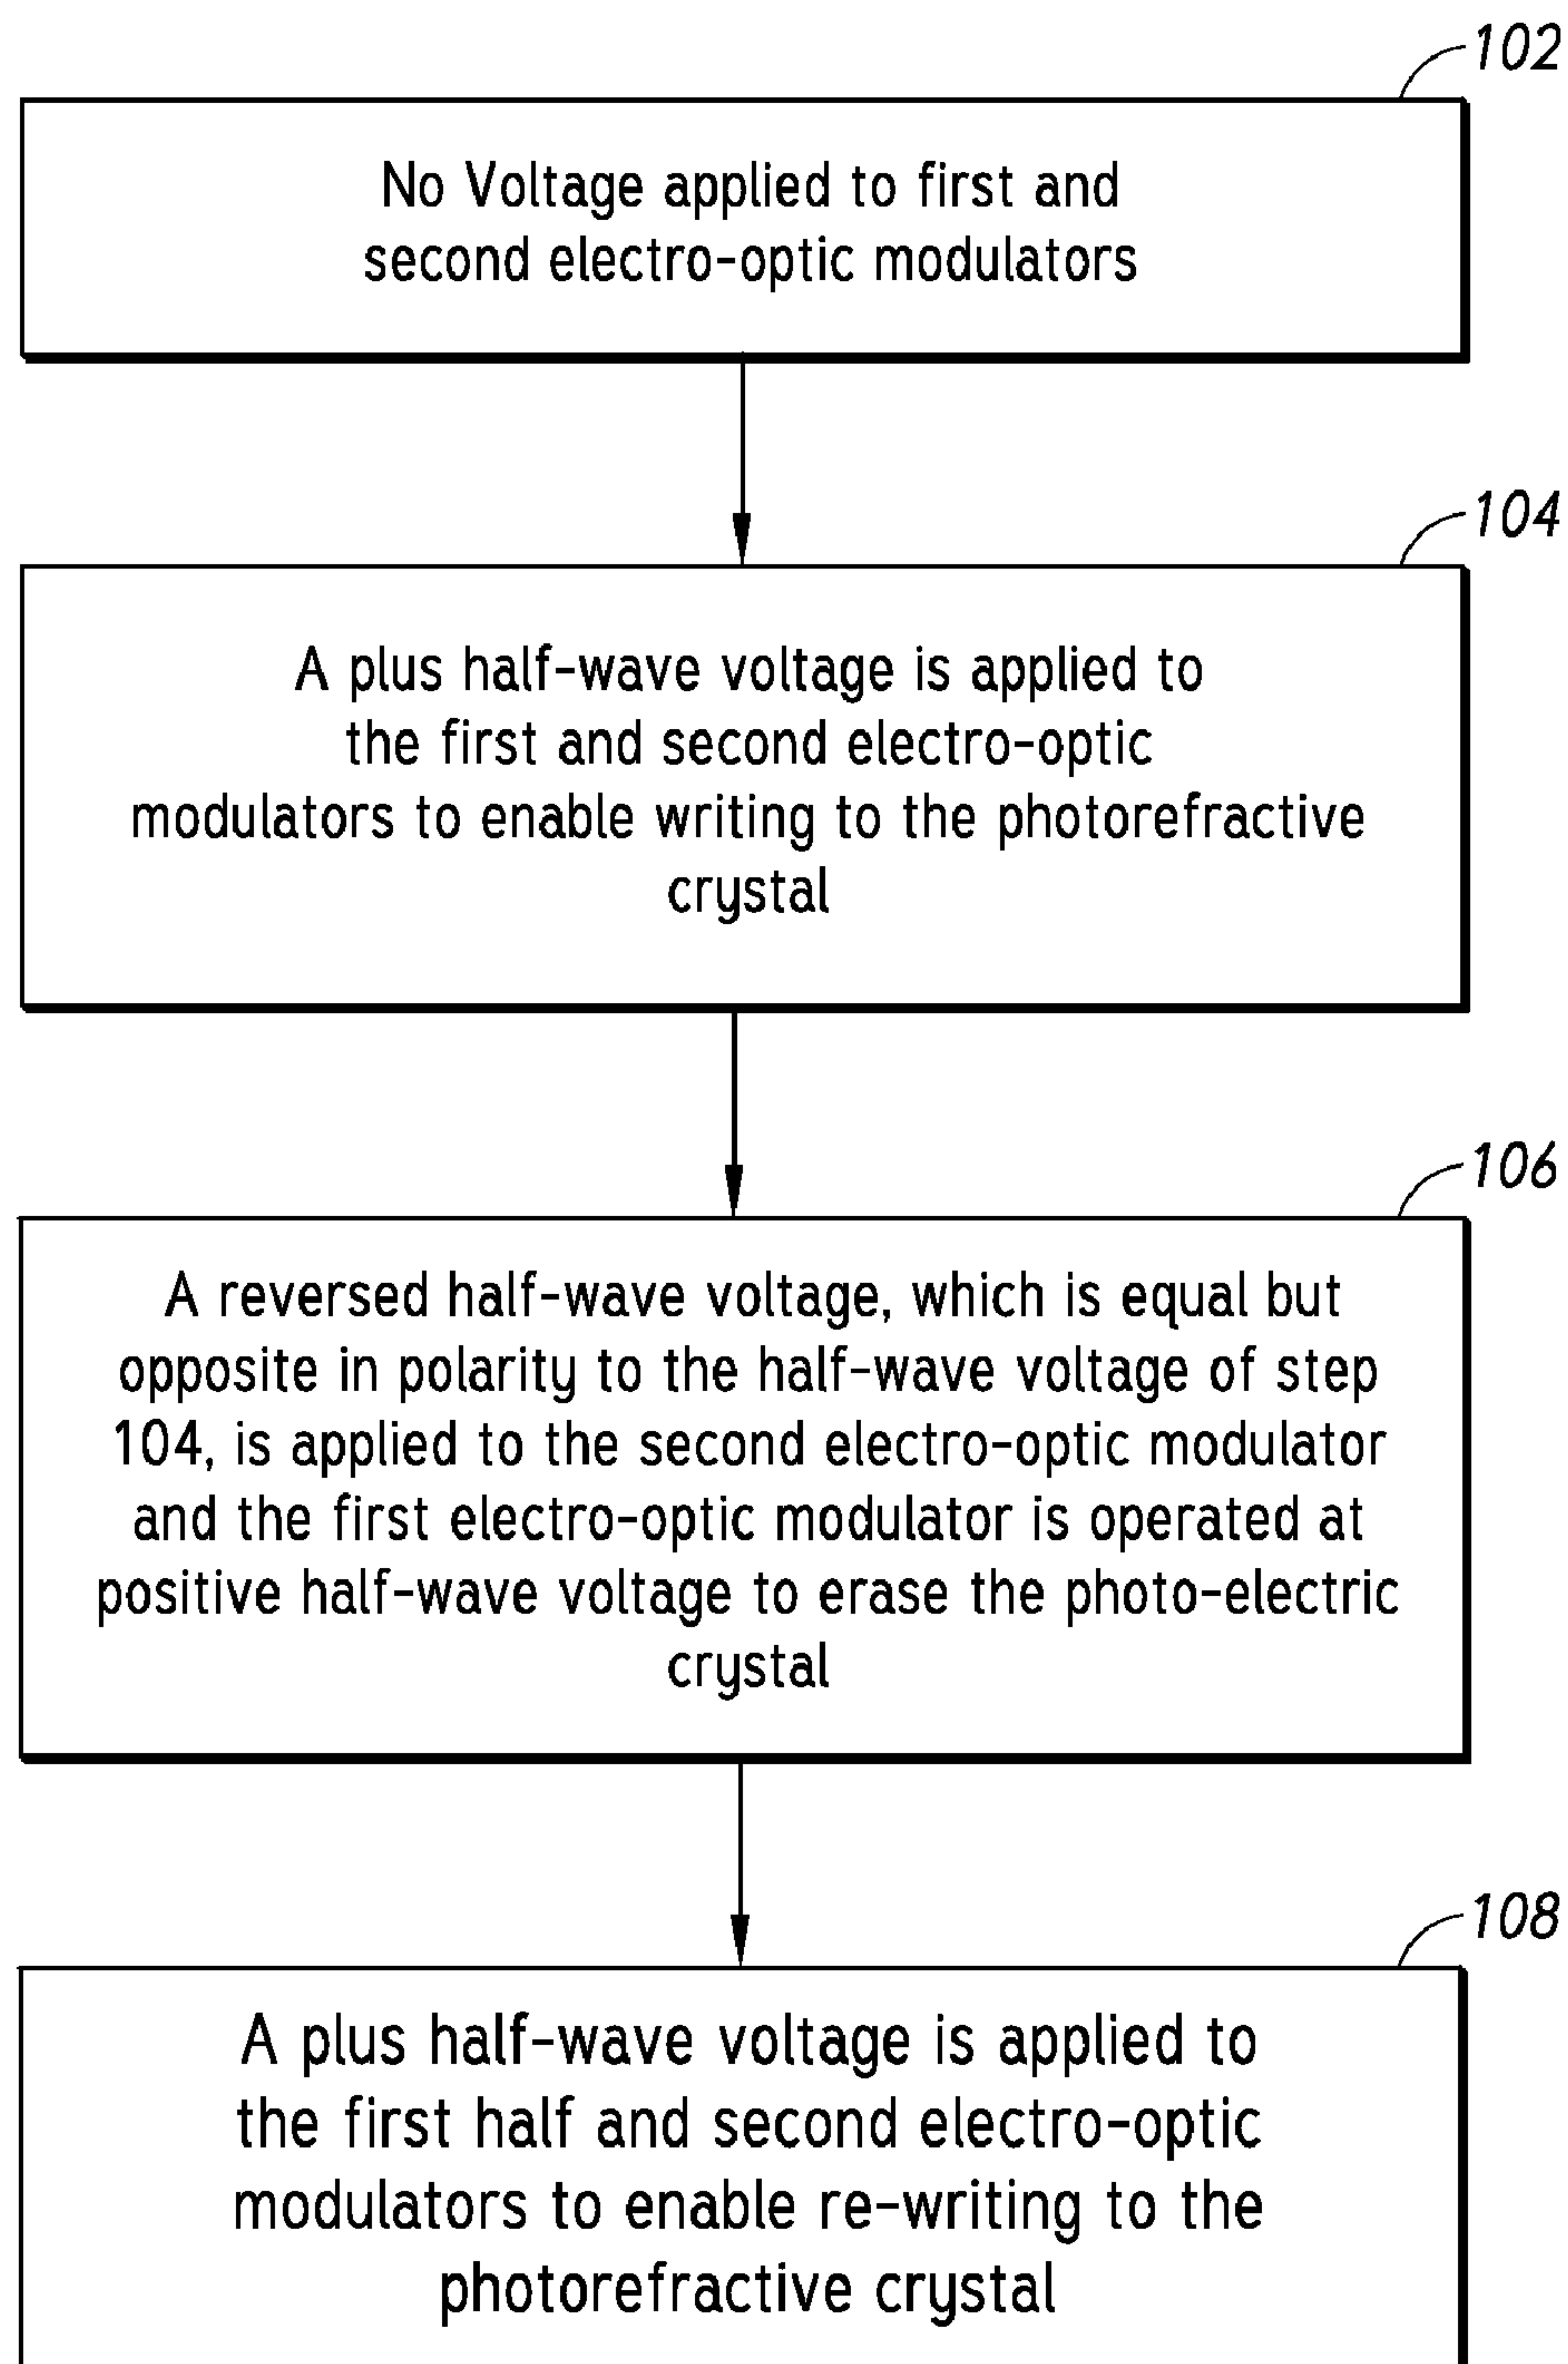 102
No Voltage applied to first and
second electro-optic modulators
104
A plus half-wave voltage is applied to
the first and second electro-optic
modulators to enable writing to the photorefractive
crystal
106
A reversed half-wave voltage, which is equal but
opposite in polarity to the half-wave voltage of step
104, is applied to the second electro-optic modulator
and the first electro-optic modulator is operated at
positive half-wave voltage to erase the photo-electric
crystal
108
A plus half-wave voltage is applied to
the first half and second electro-optic
modulators to enable re-writing to the
photorefractive crystal